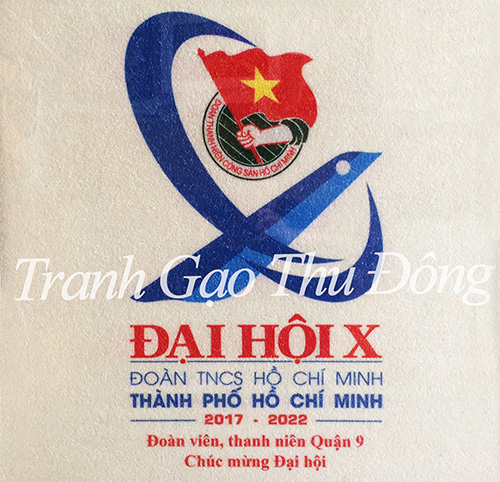 ĐOÀN THANH NIÊN CỘNG SẢN HỒ CHÍ MINH
Tranh Gạo Thu Đông
ĐẠI HỘI X
ĐOÀN TNCS HỒ CHÍ MINH
THÀNH PHỐ HỒ CHÍ MINH
2017 - 2022
Đoàn viên, thanh niên Quận 9
Chúc mừng Đại hội